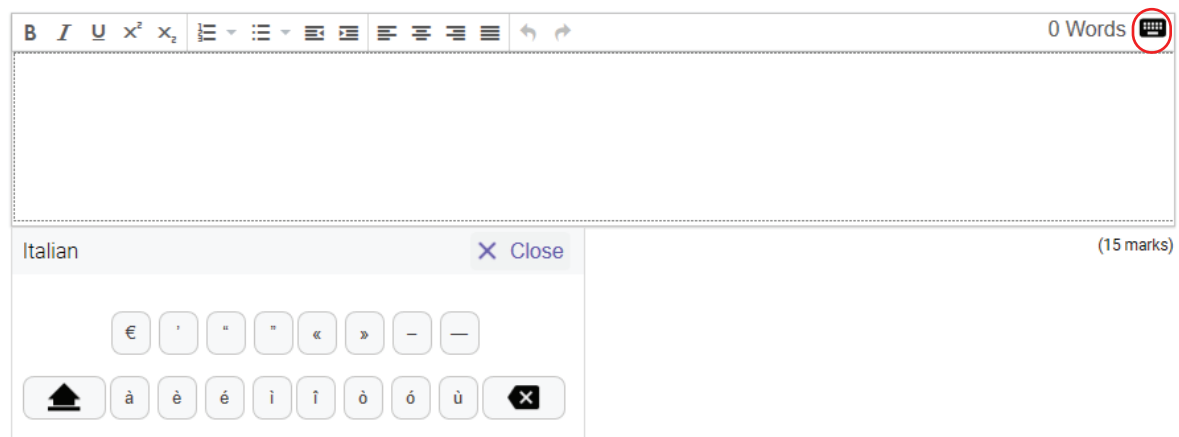 B I U x² x₂ 0 Words
Italian × Close (15 marks)
€ ' “ ” « » – —
à è é ì î ò ó ù